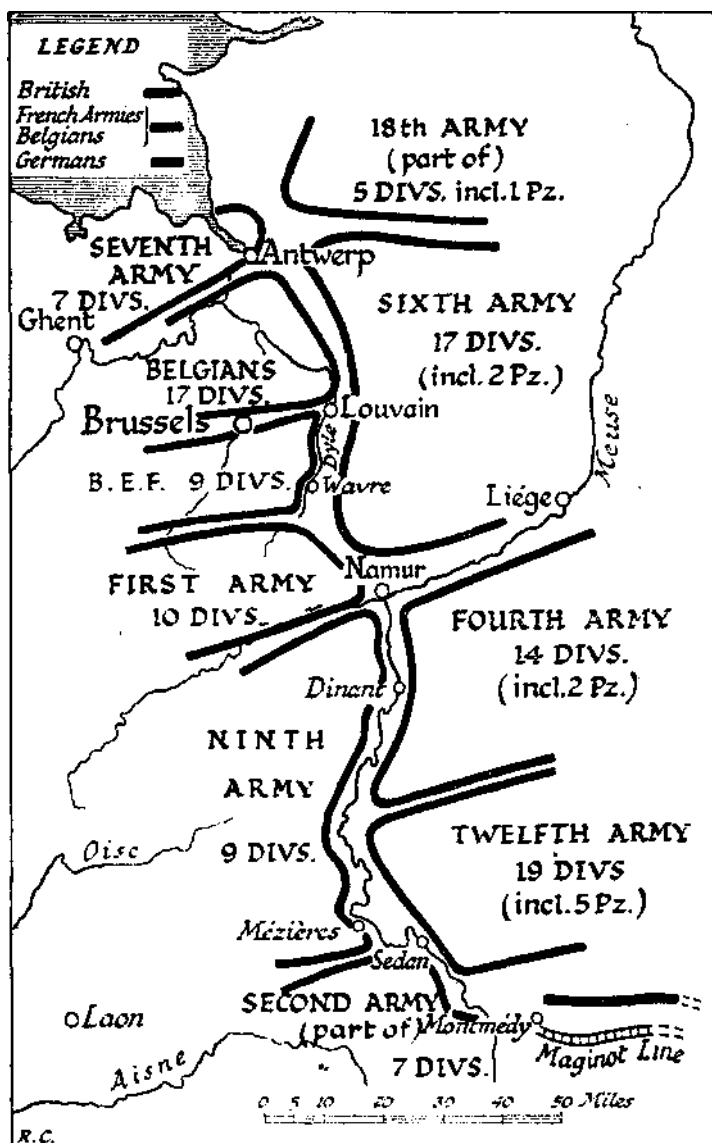 LEGEND
British
French Armies
Belgians
Germans
18th ARMY
(part of)
5 DIVS. incl.1 Pz.
SEVENTH
ARMY
7 DIVS.
Antwerp
Ghent
SIXTH ARMY
17 DIVS.
(incl. 2 Pz.)
BELGIANS
17 DIVS.
Brussels
Louvain
Dyle
Meuse
B.E.F. 9 DIVS.
Wavre
Liége
Namur
FIRST ARMY
10 DIVS.
FOURTH ARMY
14 DIVS.
(incl.2 Pz.)
Dinant
NINTH
ARMY
9 DIVS.
Oise
TWELFTH ARMY
19 DIVS
(incl.5 Pz.)
Mézières
Sedan
SECOND ARMY
(part of)
Montmédy
7 DIVS.
Laon
Aisne
Maginot Line
0 5 10 20 30 40 50 Miles
R.C.